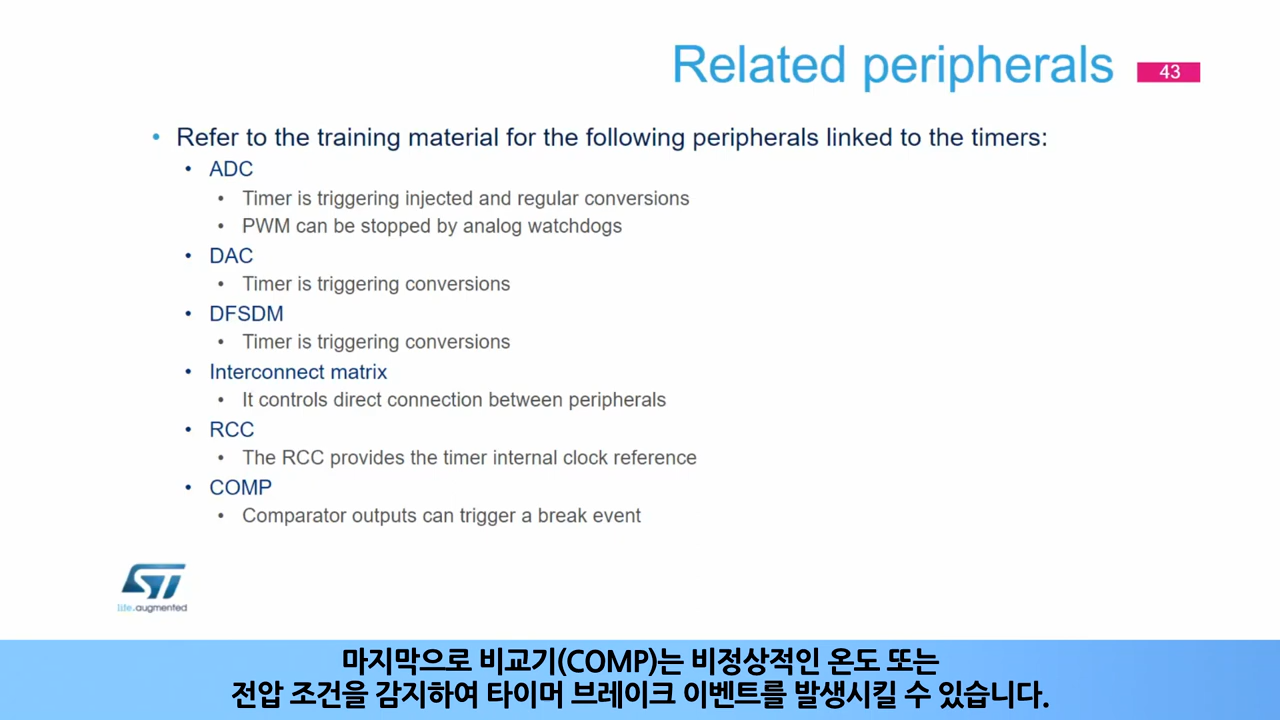 Related peripherals
43
• Refer to the training material for the following peripherals linked to the timers:
• ADC
• Timer is triggering injected and regular conversions
• PWM can be stopped by analog watchdogs
• DAC
• Timer is triggering conversions
• DFSDM
• Timer is triggering conversions
• Interconnect matrix
• It controls direct connection between peripherals
• RCC
• The RCC provides the timer internal clock reference
• COMP
• Comparator outputs can trigger a break event
ST
life.augmented
마지막으로 비교기(COMP)는 비정상적인 온도 또는
전압 조건을 감지하여 타이머 브레이크 이벤트를 발생시킬 수 있습니다.